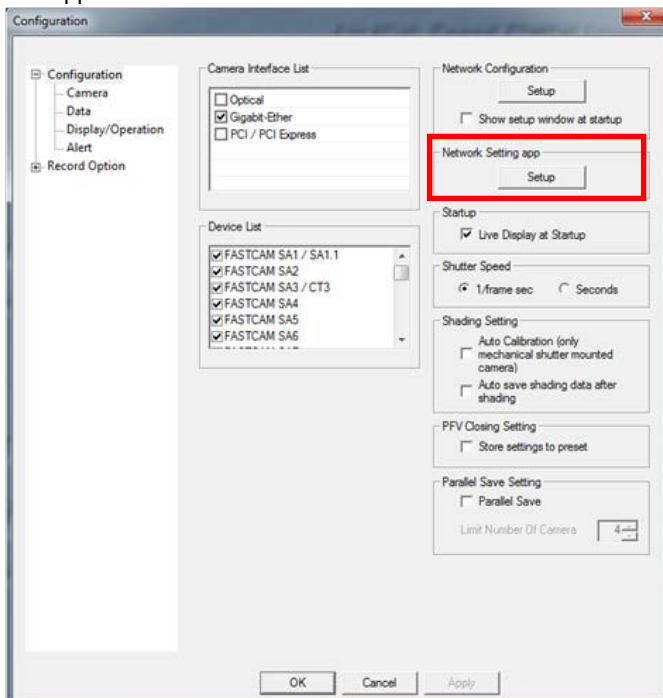 Configuration
Configuration
Camera
Data
Display/Operation
Alert
Record Option
Camera Interface List
Optical
Gigabit-Ether
PCI / PCI Express
Device List
FASTCAM SA1 / SA1.1
FASTCAM SA2
FASTCAM SA3 / CT3
FASTCAM SA4
FASTCAM SA5
FASTCAM SA6
Network Configuration
Setup
Show setup window at startup
Network Setting app
Setup
Startup
Live Display at Startup
Shutter Speed
1/frame sec Seconds
Shading Setting
Auto Calibration (only
mechanical shutter mounted
camera)
Auto save shading data after
shading
PFV Closing Setting
Store settings to preset
Parallel Save Setting
Parallel Save
Limit Number Of Camera 4
OK Cancel Apply